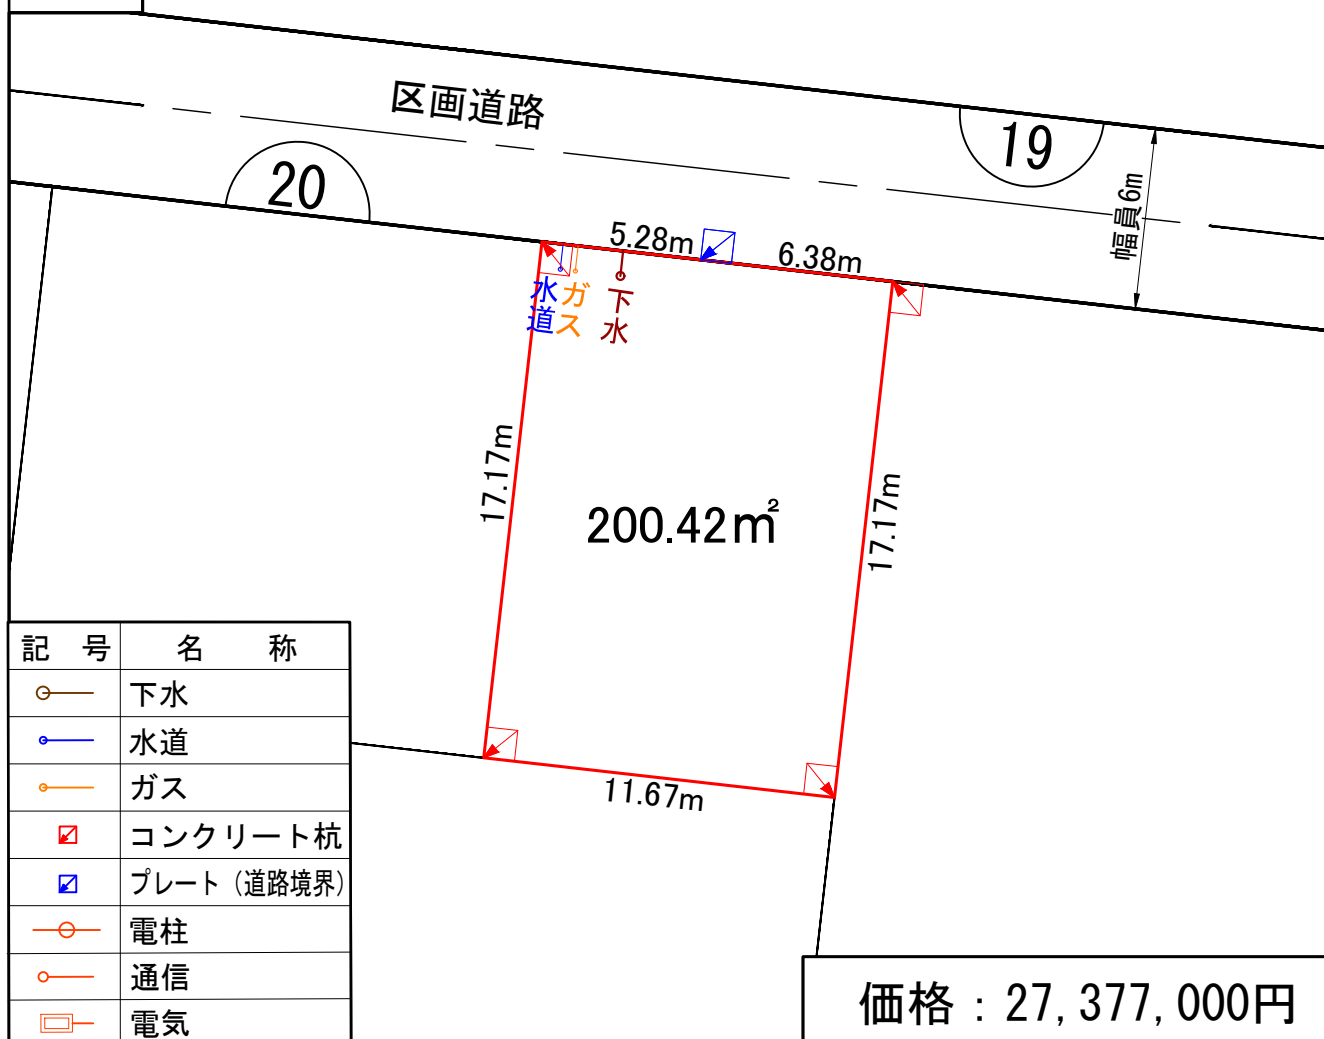 区画道路
19
20
幅員6m
5.28m
6.38m
水道
ガス
下水
17.17m
17.17m
200.42㎡
11.67m
記 号 名 称
下水
水道
ガス
コンクリート杭
プレート（道路境界）
電柱
通信
電気
価格：27,377,000円